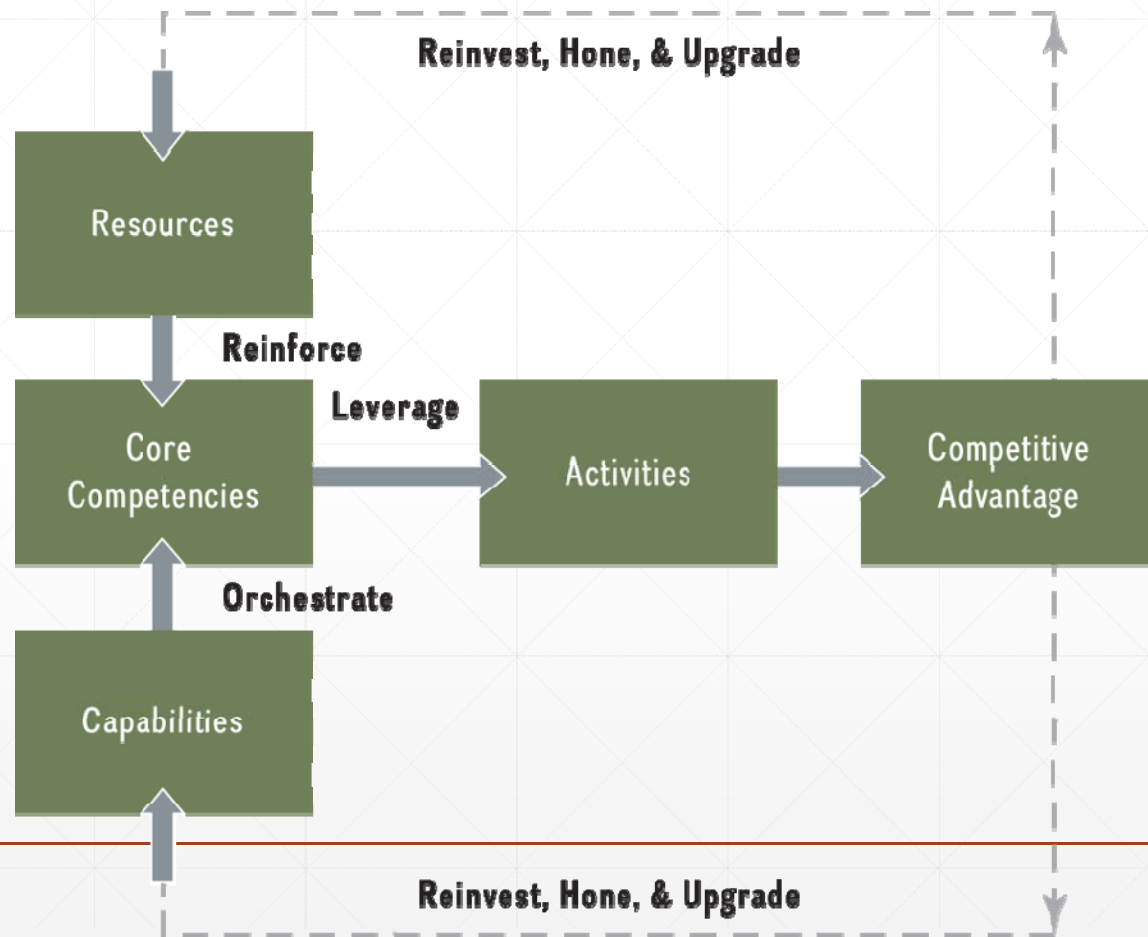 Reinvest, Hone, & Upgrade
Resources
Reinforce
Leverage
Core
Competencies
Activities
Competitive
Advantage
Orchestrate
Capabilities
Reinvest, Hone, & Upgrade